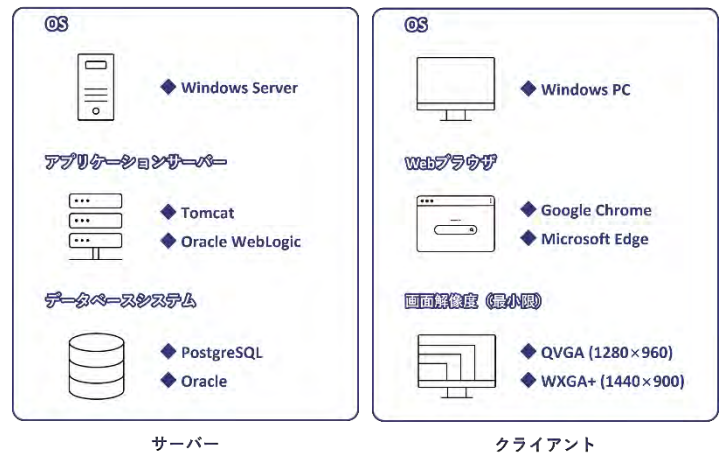 OS
◆ Windows Server
アプリケーションサーバー
◆ Tomcat
◆ Oracle WebLogic
データベースシステム
◆ PostgreSQL
◆ Oracle
サーバー
OS
◆ Windows PC
Webブラウザ
◆ Google Chrome
◆ Microsoft Edge
画面解像度（最小限）
◆ QVGA (1280×960)
◆ WXGA+ (1440×900)
クライアント